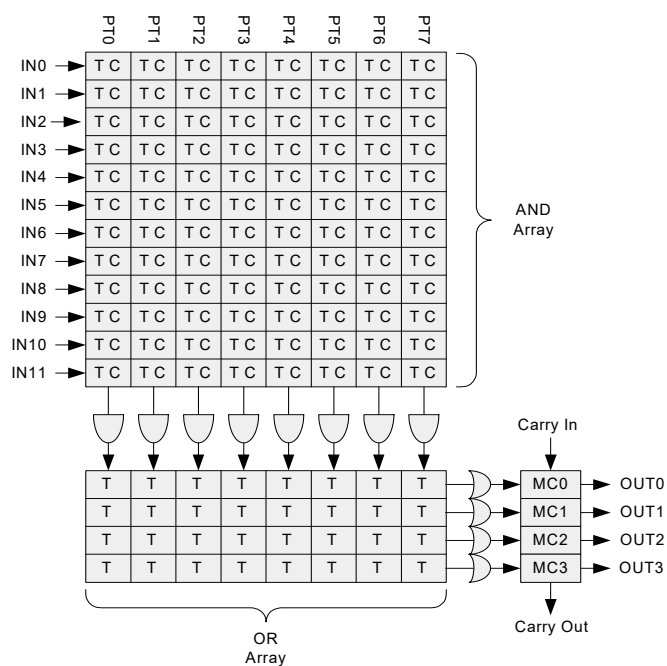 PT0 PT1 PT2 PT3 PT4 PT5 PT6 PT7
IN0 T C T C T C T C T C T C T C T C
IN1 T C T C T C T C T C T C T C T C
IN2 T C T C T C T C T C T C T C T C
IN3 T C T C T C T C T C T C T C T C
IN4 T C T C T C T C T C T C T C T C
IN5 T C T C T C T C T C T C T C T C
IN6 T C T C T C T C T C T C T C T C
IN7 T C T C T C T C T C T C T C T C
IN8 T C T C T C T C T C T C T C T C
IN9 T C T C T C T C T C T C T C T C
IN10 T C T C T C T C T C T C T C T C
IN11 T C T C T C T C T C T C T C T C
AND
Array
Carry In
T T T T T T T T MC0 OUT0
T T T T T T T T MC1 OUT1
T T T T T T T T MC2 OUT2
T T T T T T T T MC3 OUT3
Carry Out
OR
Array